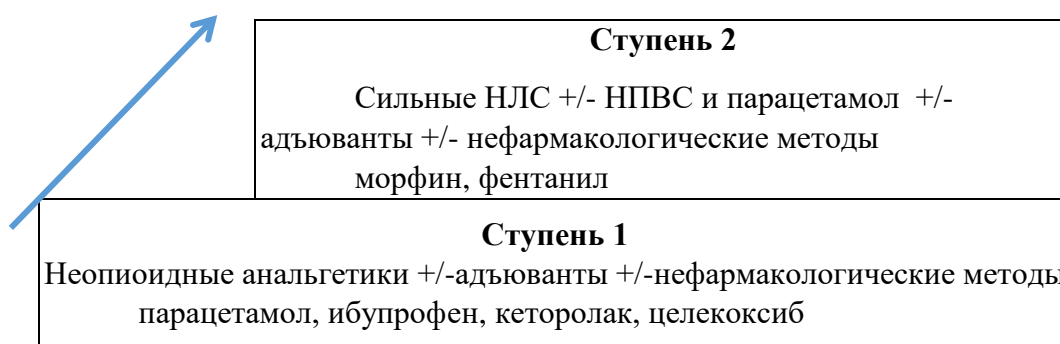 Ступень 2
Сильные НЛС +/- НПВС и парацетамол +/-
адъюванты +/- нефармакологические методы
морфин, фентанил
Ступень 1
Неопиоидные анальгетики +/-адъюванты +/-нефармакологические методы
парацетамол, ибупрофен, кеторолак, целекоксиб